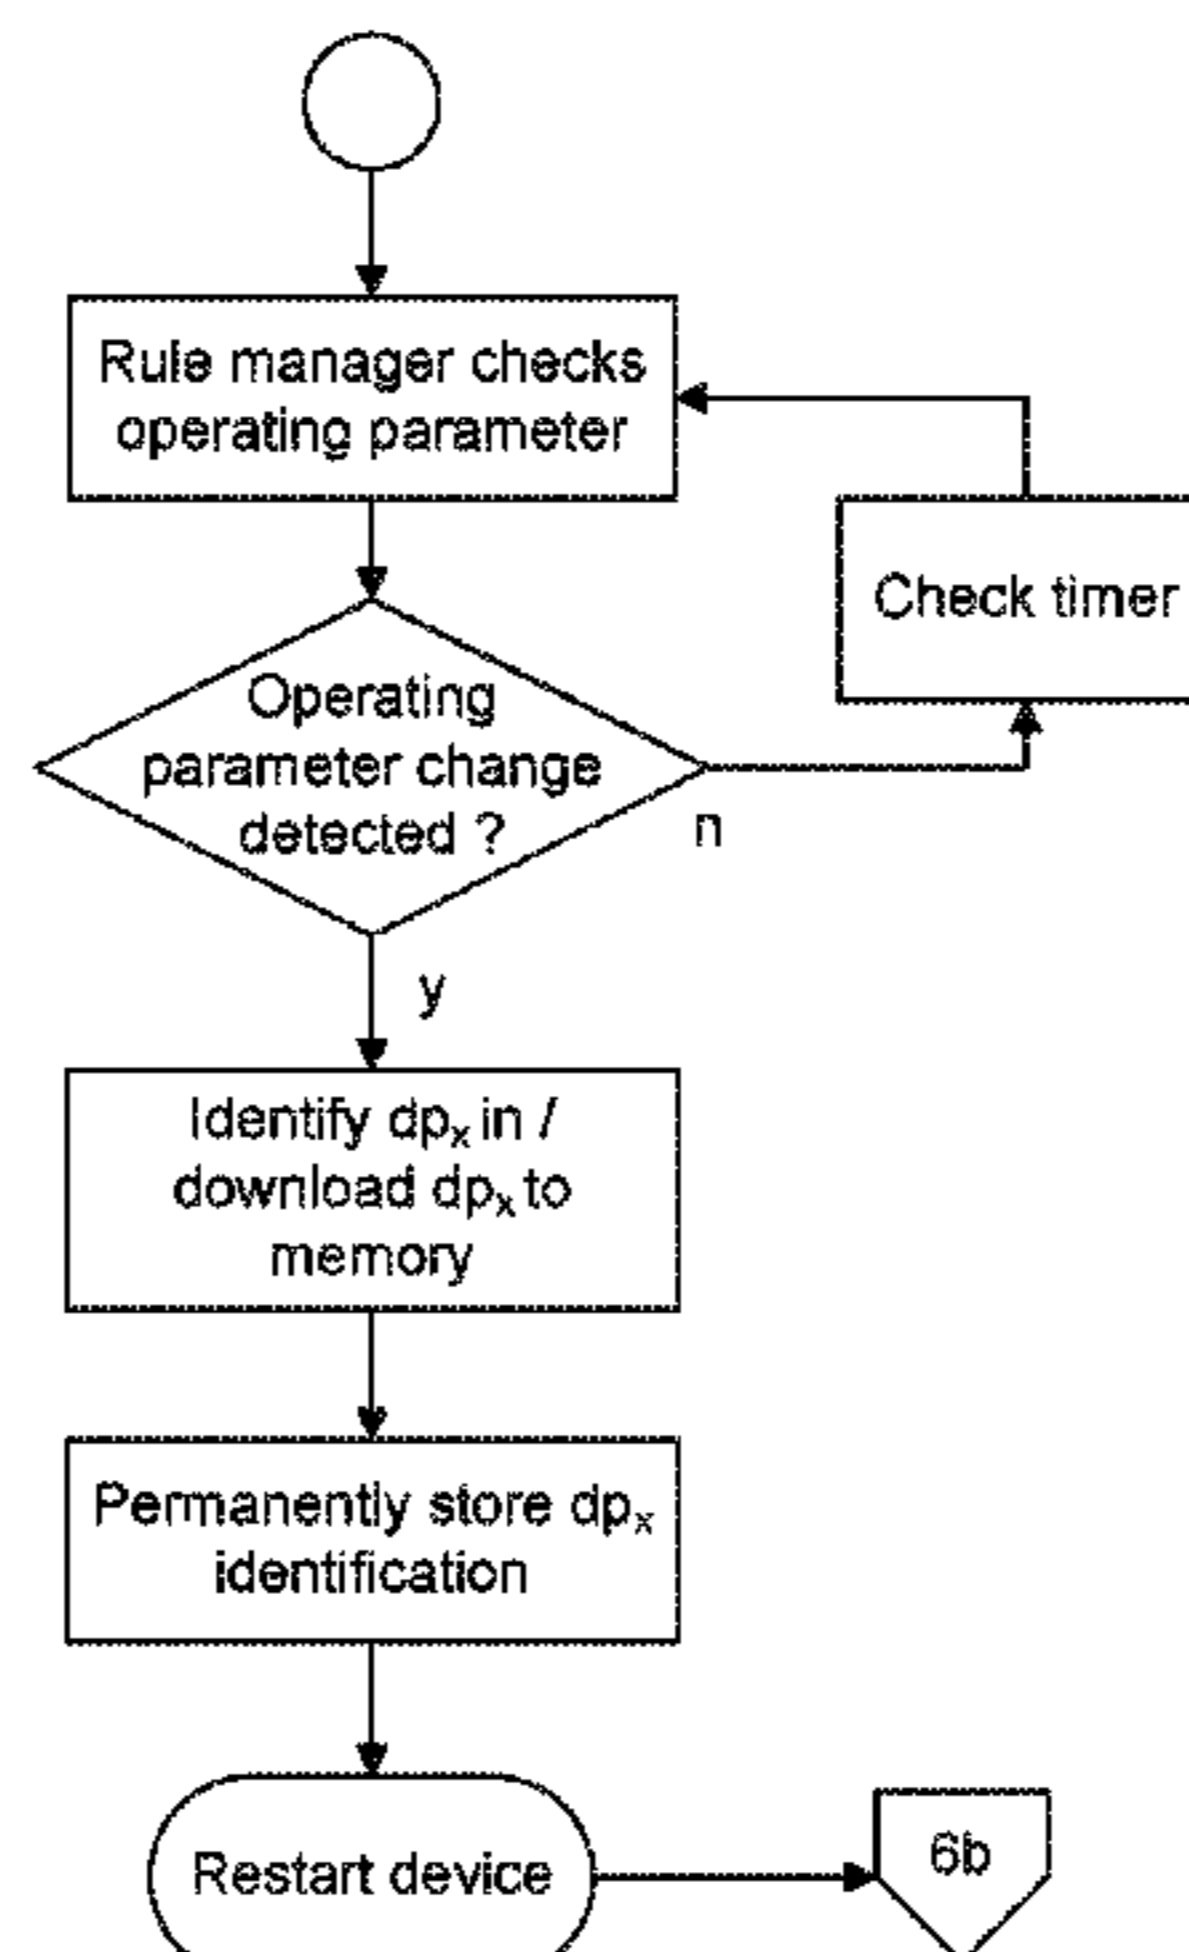 Rule manager checks
operating parameter
Check timer
Operating
parameter change
detected ?
n
y
Identify dpₓ in /
download dpₓ to
memory
Permanently store dpₓ
identification
Restart device
6b